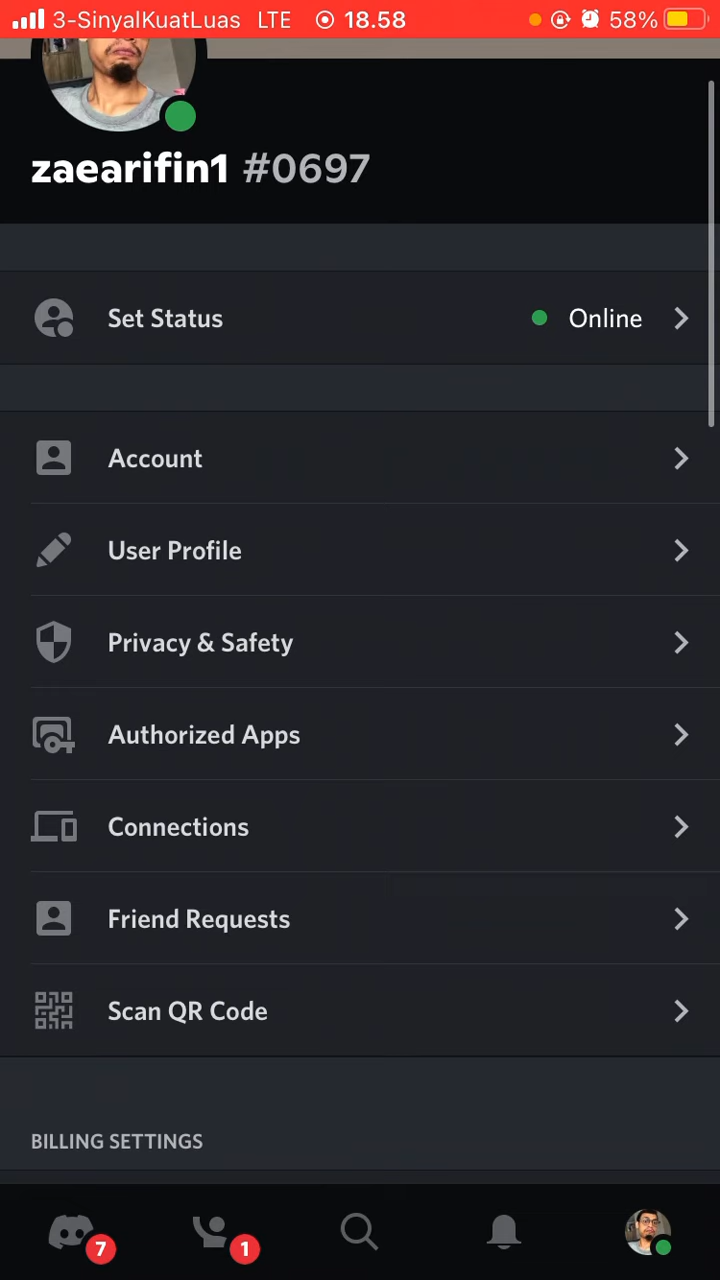 3-SinyalKuatLuas LTE 18.58 58%
zaearifin1 #0697
Set Status Online
Account
User Profile
Privacy & Safety
Authorized Apps
Connections
Friend Requests
Scan QR Code
BILLING SETTINGS
7 1